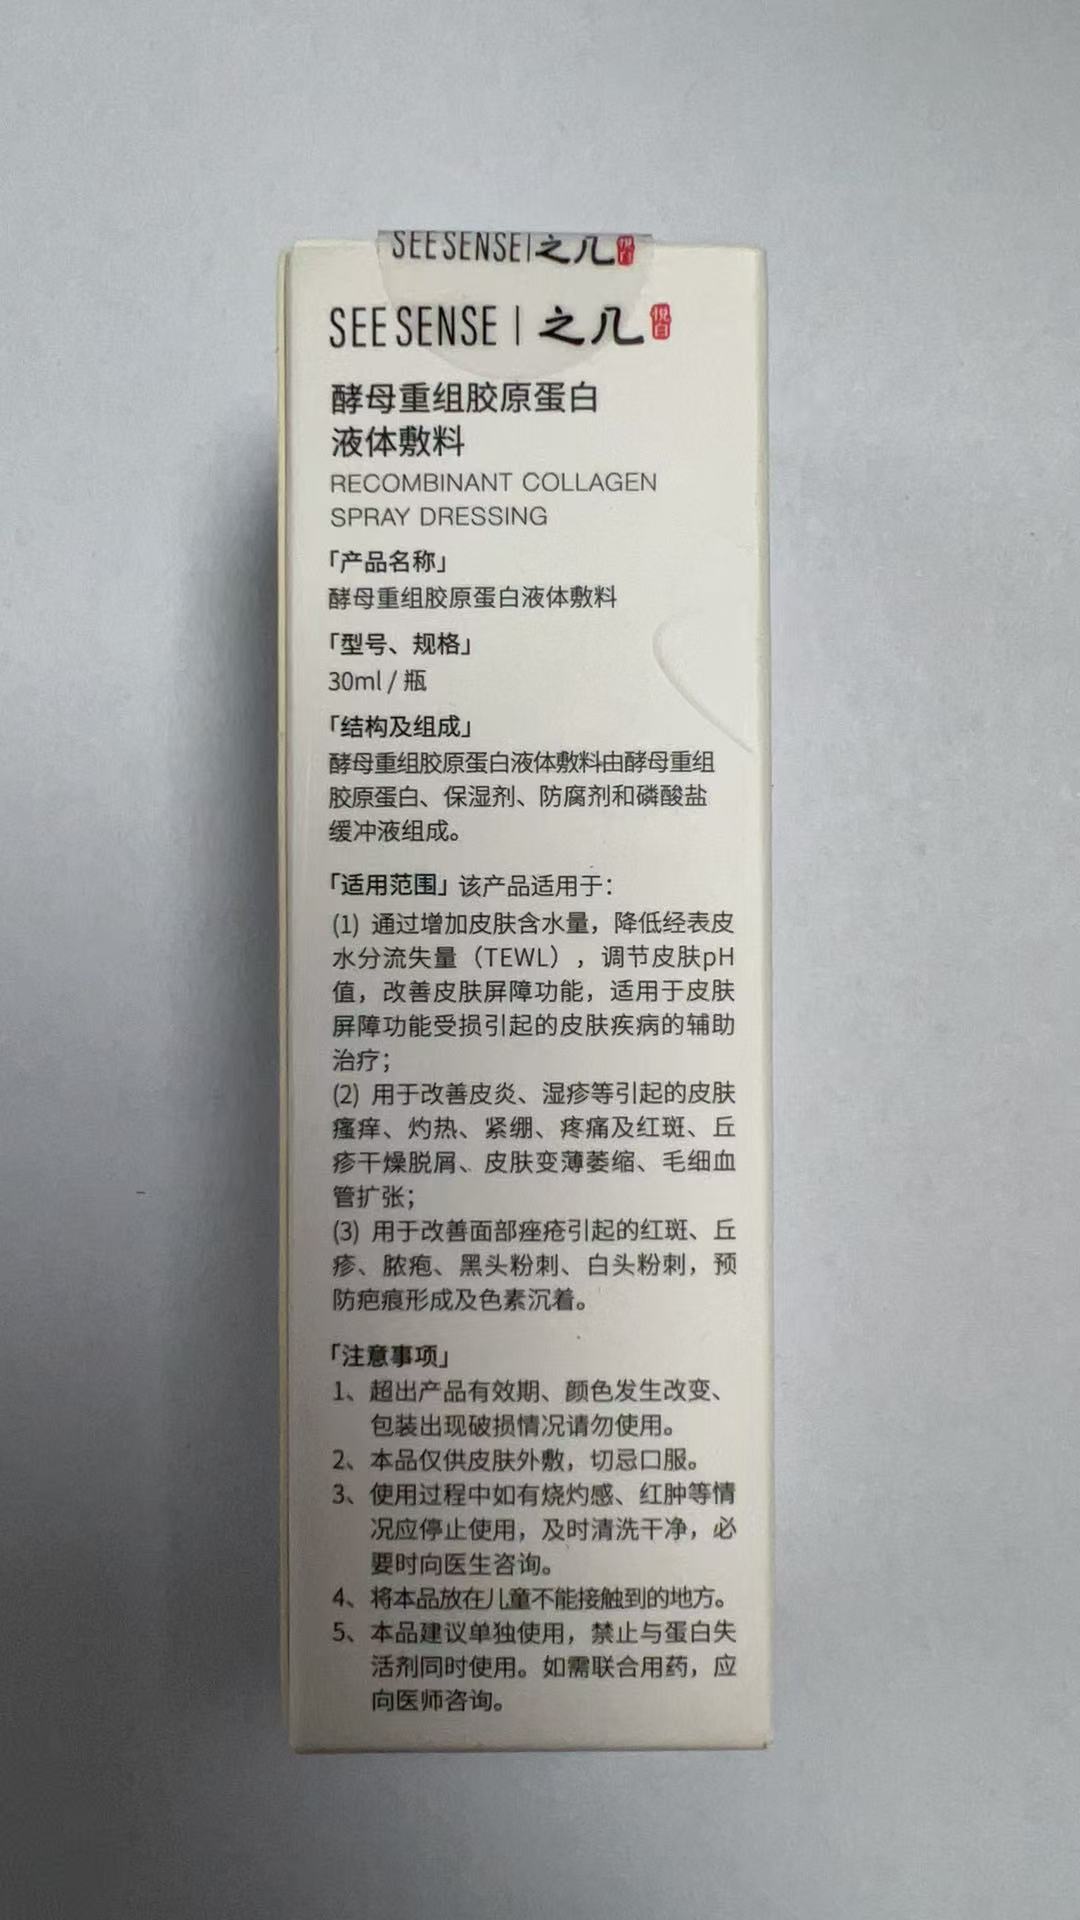 SEESENSE|之几 悦白
SEE SENSE | 之几 悦白
酵母重组胶原蛋白
液体敷料
RECOMBINANT COLLAGEN
SPRAY DRESSING
「产品名称」
酵母重组胶原蛋白液体敷料
「型号、规格」
30ml / 瓶
「结构及组成」
酵母重组胶原蛋白液体敷料由酵母重组
胶原蛋白、保湿剂、防腐剂和磷酸盐
缓冲液组成。
「适用范围」该产品适用于：
(1) 通过增加皮肤含水量，降低经表皮
水分流失量（TEWL），调节皮肤pH
值，改善皮肤屏障功能，适用于皮肤
屏障功能受损引起的皮肤疾病的辅助
治疗；
(2) 用于改善皮炎、湿疹等引起的皮肤
瘙痒、灼热、紧绷、疼痛及红斑、丘
疹干燥脱屑、皮肤变薄萎缩、毛细血
管扩张；
(3) 用于改善面部痤疮引起的红斑、丘
疹、脓疱、黑头粉刺、白头粉刺，预
防疤痕形成及色素沉着。
「注意事项」
1、超出产品有效期、颜色发生改变、
包装出现破损情况请勿使用。
2、本品仅供皮肤外敷，切忌口服。
3、使用过程中如有烧灼感、红肿等情
况应停止使用，及时清洗干净，必
要时向医生咨询。
4、将本品放在儿童不能接触到的地方。
5、本品建议单独使用，禁止与蛋白失
活剂同时使用。如需联合用药，应
向医师咨询。